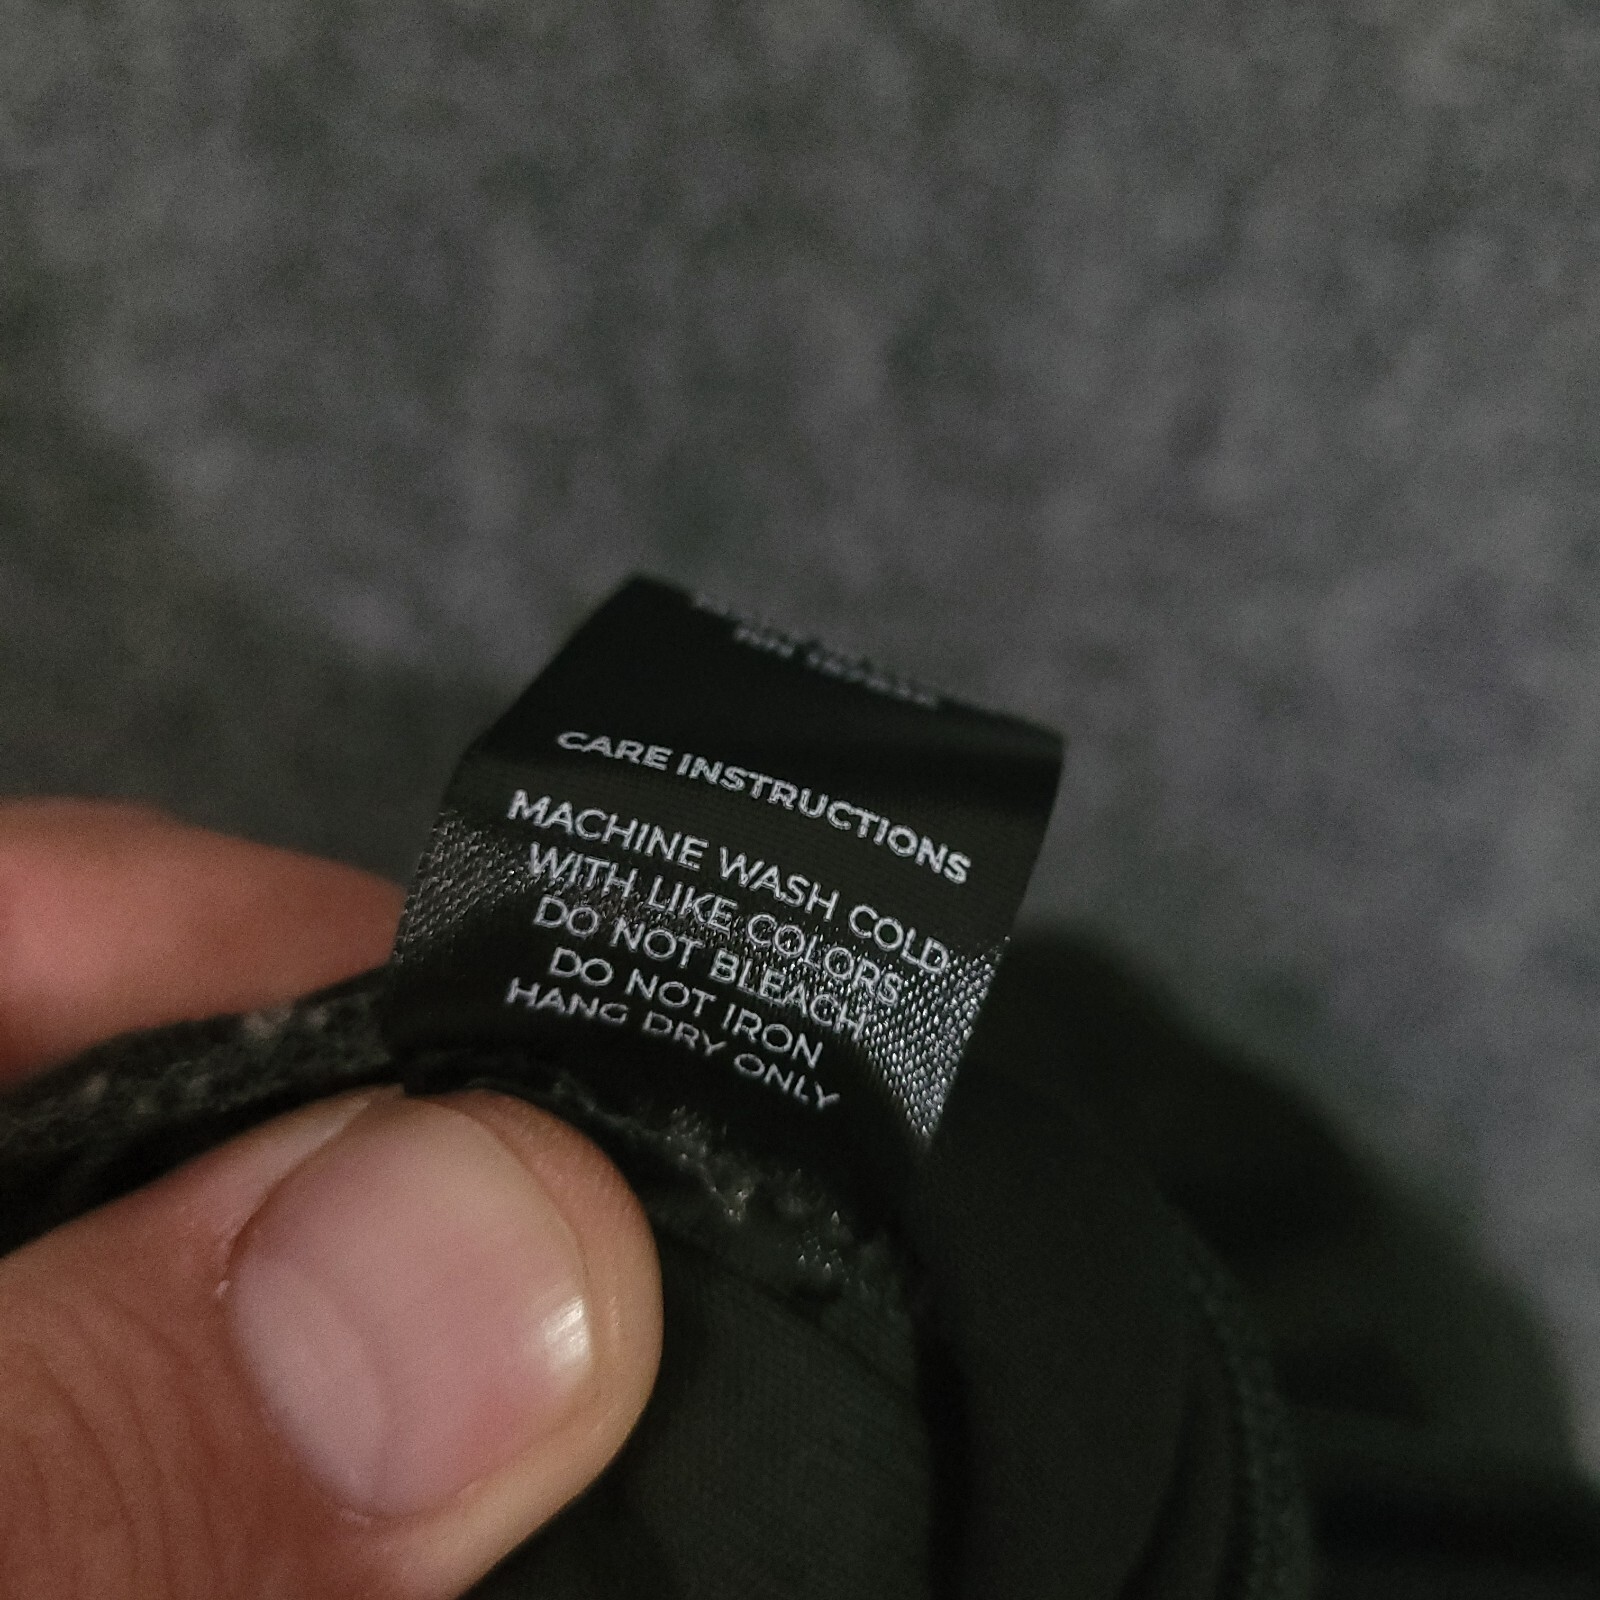 CARE INSTRUCTIONS
MACHINE WASH COLD
WITH LIKE COLORS
DO NOT BLEACH
DO NOT IRON
HANG DRY ONLY